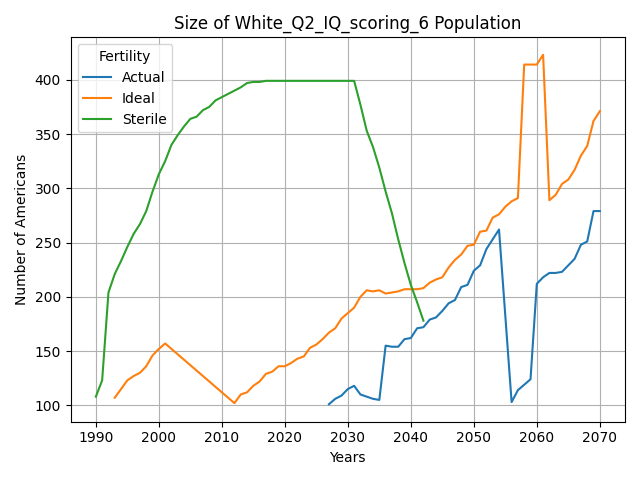 Size of White_Q2_IQ_scoring_6 Population
Fertility
Actual
Ideal
Sterile
Number of Americans
400
350
300
250
200
150
100
1990 2000 2010 2020 2030 2040 2050 2060 2070
Years